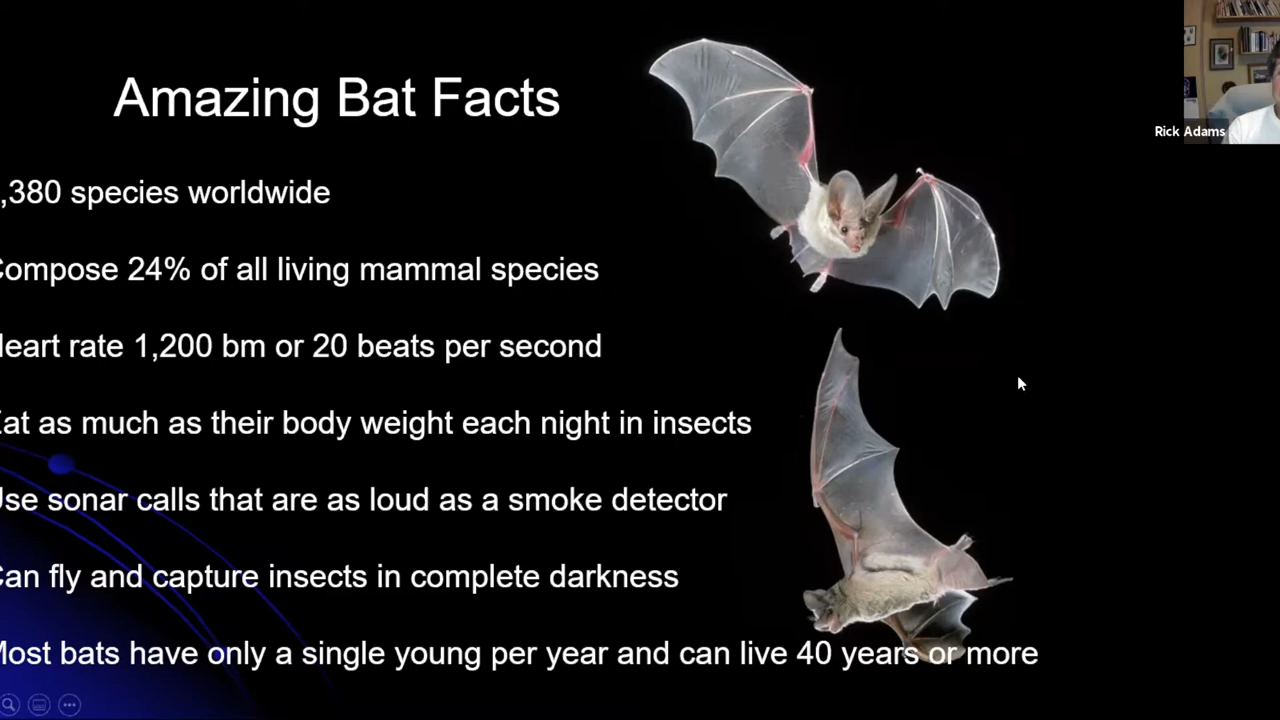 Amazing Bat Facts
Rick Adams
,380 species worldwide
Compose 24% of all living mammal species
Heart rate 1,200 bm or 20 beats per second
Eat as much as their body weight each night in insects
Use sonar calls that are as loud as a smoke detector
Can fly and capture insects in complete darkness
Most bats have only a single young per year and can live 40 years or more